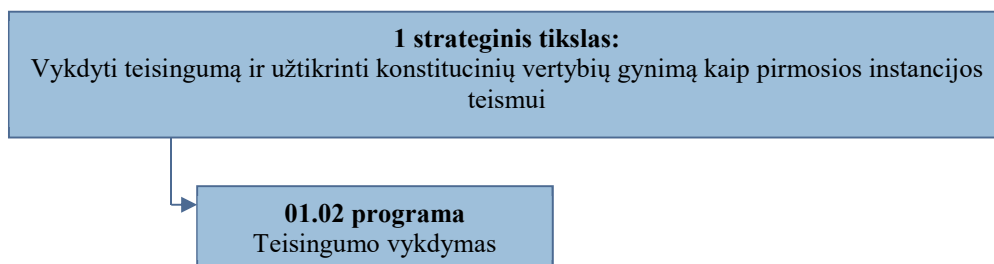 1 strateginis tikslas:
Vykdyti teisingumą ir užtikrinti konstitucinių vertybių gynimą kaip pirmosios instancijos
teismui
01.02 programa
Teisingumo vykdymas